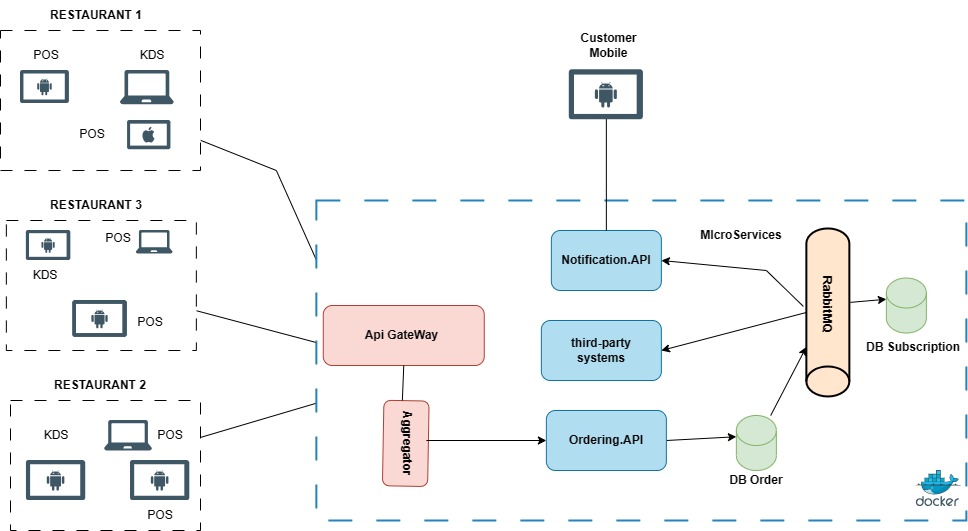 RESTAURANT 1
POS
KDS
POS
RESTAURANT 3
POS
KDS
POS
RESTAURANT 2
KDS
POS
POS
Customer
Mobile
MIcroServices
Notification.API
RabbitMQ
Api GateWay
third-party
systems
DB Subscription
Aggregator
Ordering.API
DB Order
docker